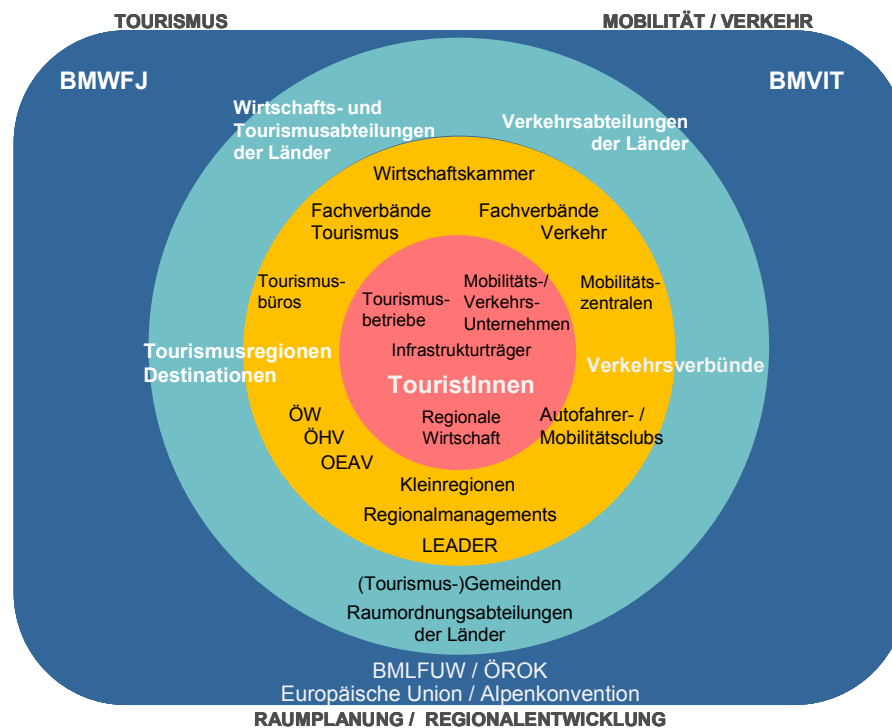 TOURISMUS
MOBILITÄT / VERKEHR
BMWFJ
BMVIT
Wirtschafts- und
Tourismusabteilungen
der Länder
Verkehrsabteilungen
der Länder
Wirtschaftskammer
Fachverbände
Tourismus
Fachverbände
Verkehr
Tourismus-
büros
Tourismus-
betriebe
Mobilitäts-/
Verkehrs-
Unternehmen
Mobilitäts-
zentralen
Infrastrukturträger
Tourismusregionen
Destinationen
Verkehrsverbünde
TouristInnen
ÖW
ÖHV
OEAV
Regionale
Wirtschaft
Autofahrer- /
Mobilitätsclubs
Kleinregionen
Regionalmanagements
LEADER
(Tourismus-)Gemeinden
Raumordnungsabteilungen
der Länder
BMLFUW / ÖROK
Europäische Union / Alpenkonvention
RAUMPLANUNG / REGIONALENTWICKLUNG